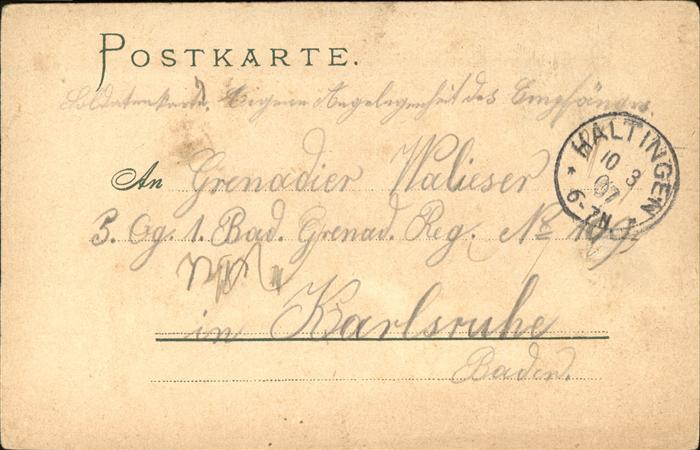 POSTKARTE.
Soldatenkarte, Eigene Angelegenheit des Empfängers.
An Grenadier Walieser
5. Cg. 1. Bad. Grenad. Reg. № 109.
in Karlsruhe
Baden.
* HALTINGEN *
10 3
07
6-7N.